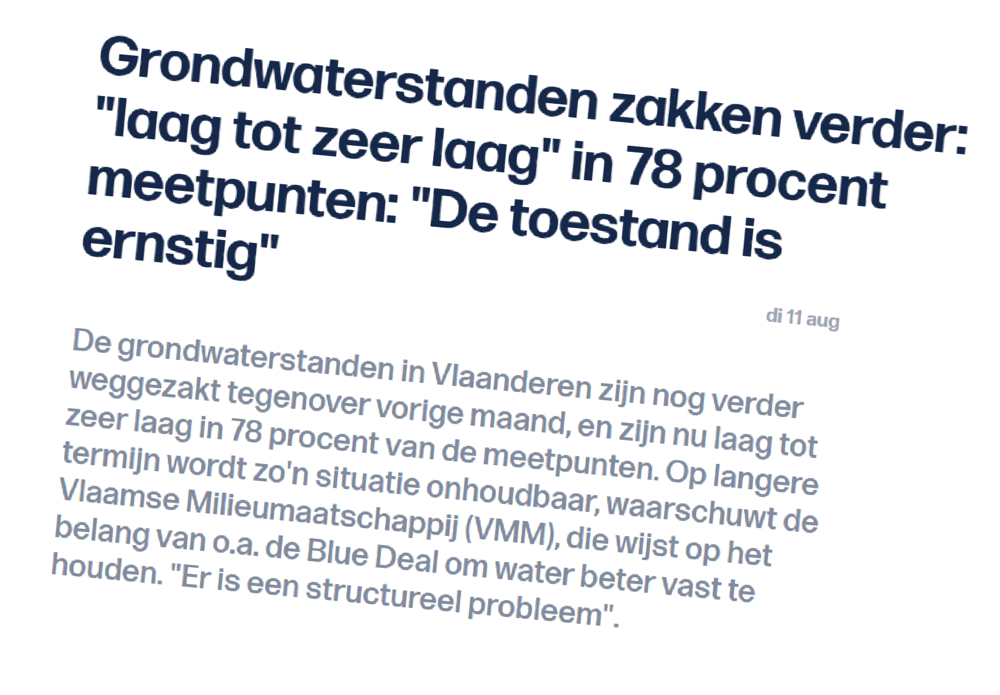 Grondwaterstanden zakken verder:
"laag tot zeer laag" in 78 procent
meetpunten: "De toestand is
ernstig"
di 11 aug
De grondwaterstanden in Vlaanderen zijn nog verder
weggezakt tegenover vorige maand, en zijn nu laag tot
zeer laag in 78 procent van de meetpunten. Op langere
termijn wordt zo'n situatie onhoudbaar, waarschuwt de
Vlaamse Milieumaatschappij (VMM), die wijst op het
belang van o.a. de Blue Deal om water beter vast te
houden. "Er is een structureel probleem".